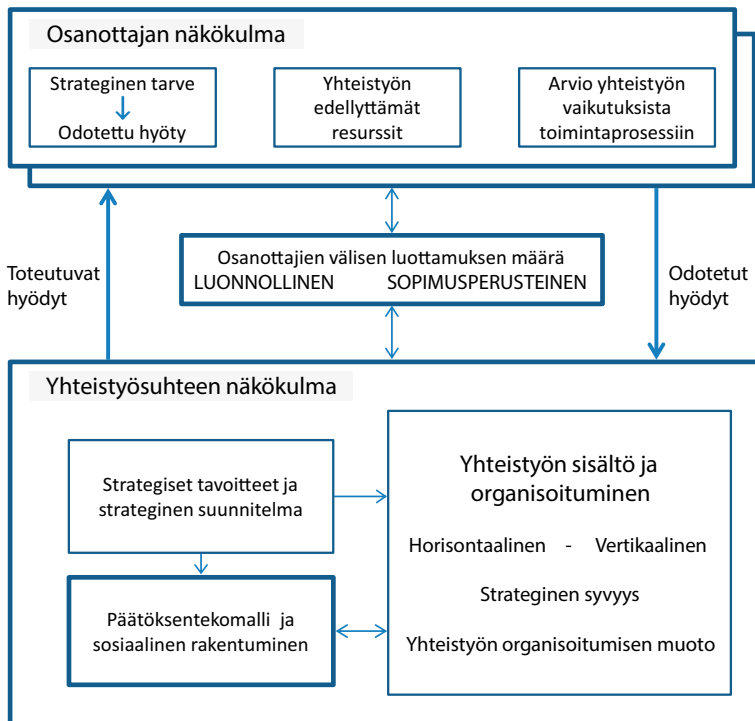 Osanottajan näkökulma
Strateginen tarve
Odotettu hyöty
Yhteistyön
edellyttämät
resurssit
Arvio yhteistyön
vaikutuksista
toimintaprosessiin
Toteutuvat
hyödyt
Osanottajien välisen luottamuksen määrä
LUONNOLLINEN SOPIMUSPERUSTEINEN
Odotetut
hyödyt
Yhteistyösuhteen näkökulma
Strategiset tavoitteet ja
strateginen suunnitelma
Päätöksentekomalli ja
sosiaalinen rakentuminen
Yhteistyön sisältö ja
organisoituminen
Horisontaalinen - Vertikaalinen
Strateginen syvyys
Yhteistyön organisoitumisen muoto